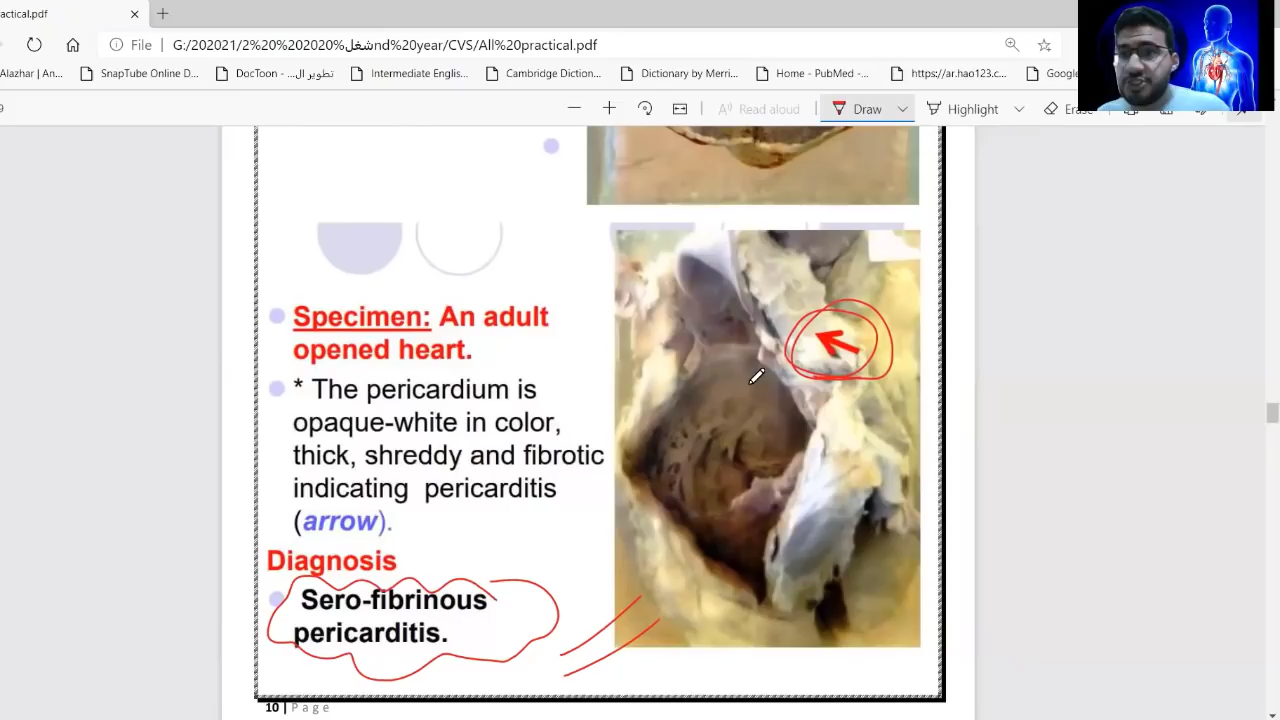 actical.pdf
File
G:/202021/2%20%202020%شغلnd%20year/CVS/All%20practical.pdf
Alazhar | An...
SnapTube Online D...
DocToon - ...تطوير ال
Intermediate Englis...
Cambridge Diction...
Dictionary by Merri...
Home - PubMed -...
https://ar.hao123.c...
Google
9
Read aloud
Draw
Highlight
Erase
Specimen: An adult
opened heart.
* The pericardium is
opaque-white in color,
thick, shreddy and fibrotic
indicating pericarditis
(arrow).
Diagnosis
Sero-fibrinous
pericarditis.
10 | Page